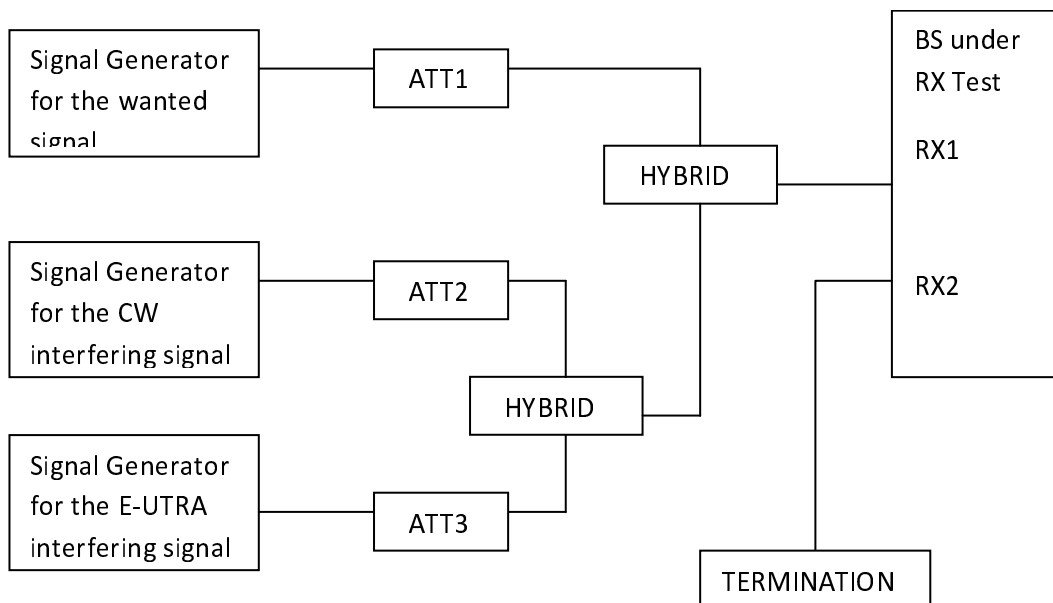 Signal Generator
for the wanted
signal
ATT1
HYBRID
BS under
RX Test
RX1
RX2
Signal Generator
for the CW
interfering signal
ATT2
HYBRID
Signal Generator
for the E-UTRA
interfering signal
ATT3
TERMINATION